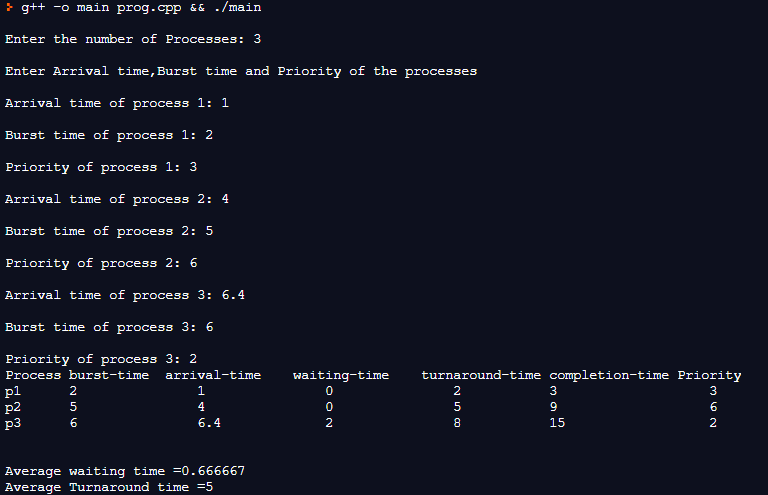 > g++ -o main prog.cpp && ./main
Enter the number of Processes: 3
Enter Arrival time,Burst time and Priority of the processes
Arrival time of process 1: 1
Burst time of process 1: 2
Priority of process 1: 3
Arrival time of process 2: 4
Burst time of process 2: 5
Priority of process 2: 6
Arrival time of process 3: 6.4
Burst time of process 3: 6
Priority of process 3: 2
Process burst-time arrival-time waiting-time turnaround-time completion-time Priority
p1 2 1 0 2 3 3
p2 5 4 0 5 9 6
p3 6 6.4 2 8 15 2
Average waiting time =0.666667
Average Turnaround time =5